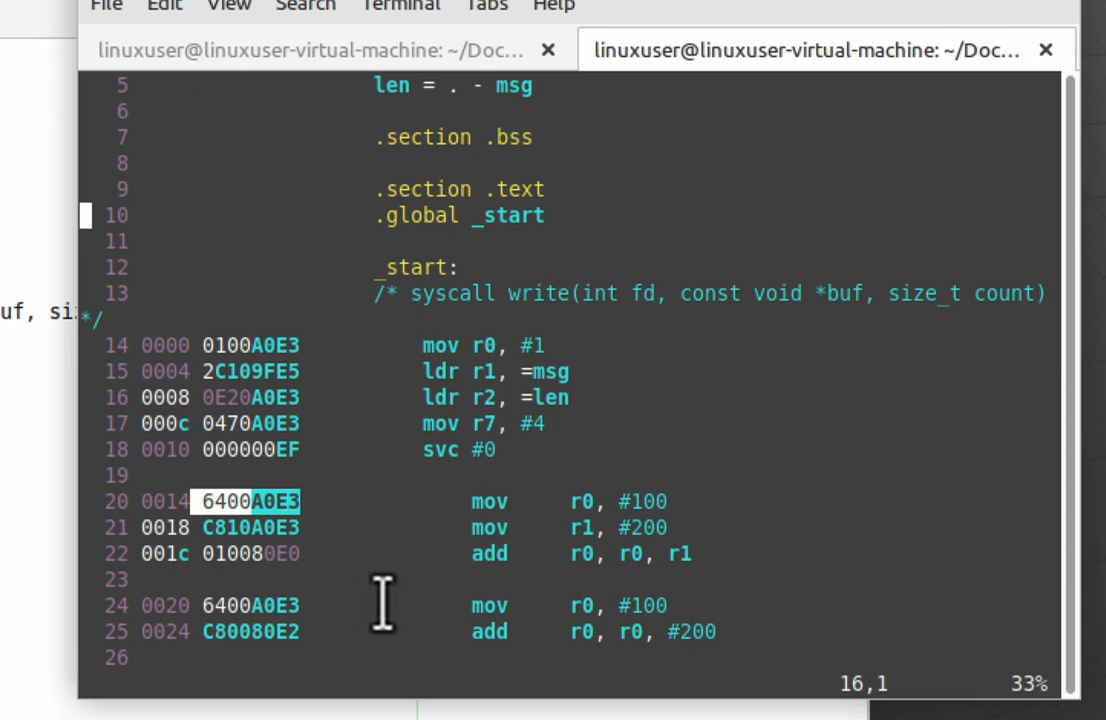 File Edit View Search Terminal Tabs Help
linuxuser@linuxuser-virtual-machine: ~/Doc... × linuxuser@linuxuser-virtual-machine: ~/Doc... ×
5 len = . - msg
6
7 .section .bss
8
9 .section .text
10 .global _start
11
12 _start:
uf, si
13 /* syscall write(int fd, const void *buf, size_t count)
*/
14 0000 0100A0E3 mov r0, #1
15 0004 2C109FE5 ldr r1, =msg
16 0008 0E20A0E3 ldr r2, =len
17 000c 0470A0E3 mov r7, #4
18 0010 000000EF svc #0
19
20 0014 6400A0E3 mov r0, #100
21 0018 C810A0E3 mov r1, #200
22 001c 010080E0 add r0, r0, r1
23
24 0020 6400A0E3 mov r0, #100
25 0024 C80080E2 add r0, r0, #200
26
16,1 33%